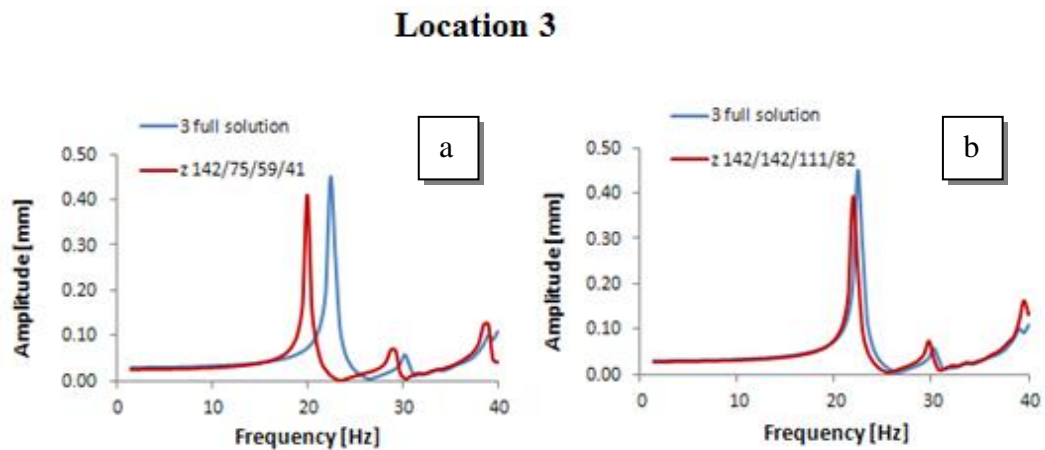 Location 3
a
3 full solution
z 142/75/59/41
0.50
0.40
0.30
0.20
0.10
0.00
Amplitude [mm]
0
10
20
30
40
Frequency [Hz]
b
3 full solution
z 142/142/111/82
0.50
0.40
0.30
0.20
0.10
0.00
Amplitude [mm]
0
10
20
30
40
Frequency [Hz]